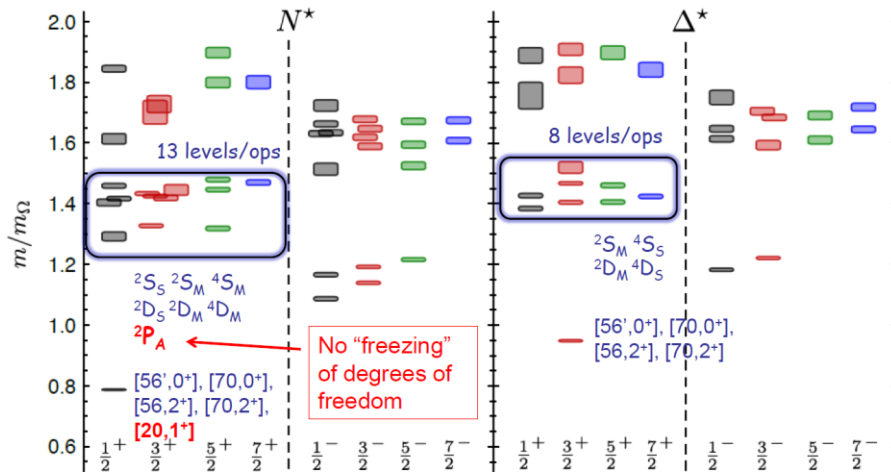 N* Δ*
2.0
1.8
1.6
1.4
1.2
1.0
0.8
0.6
m/mΩ
13 levels/ops
8 levels/ops
²S_S ²S_M ⁴S_M
²D_S ²D_M ⁴D_M
²P_A
[56',0⁺], [70,0⁺],
[56,2⁺], [70,2⁺],
[20,1⁺]
No “freezing”
of degrees of
freedom
²S_M ⁴S_S
²D_M ⁴D_S
[56',0⁺], [70,0⁺],
[56,2⁺], [70,2⁺]
1/2⁺ 3/2⁺ 5/2⁺ 7/2⁺ 1/2⁻ 3/2⁻ 5/2⁻ 7/2⁻ 1/2⁺ 3/2⁺ 5/2⁺ 7/2⁺ 1/2⁻ 3/2⁻ 5/2⁻ 7/2⁻